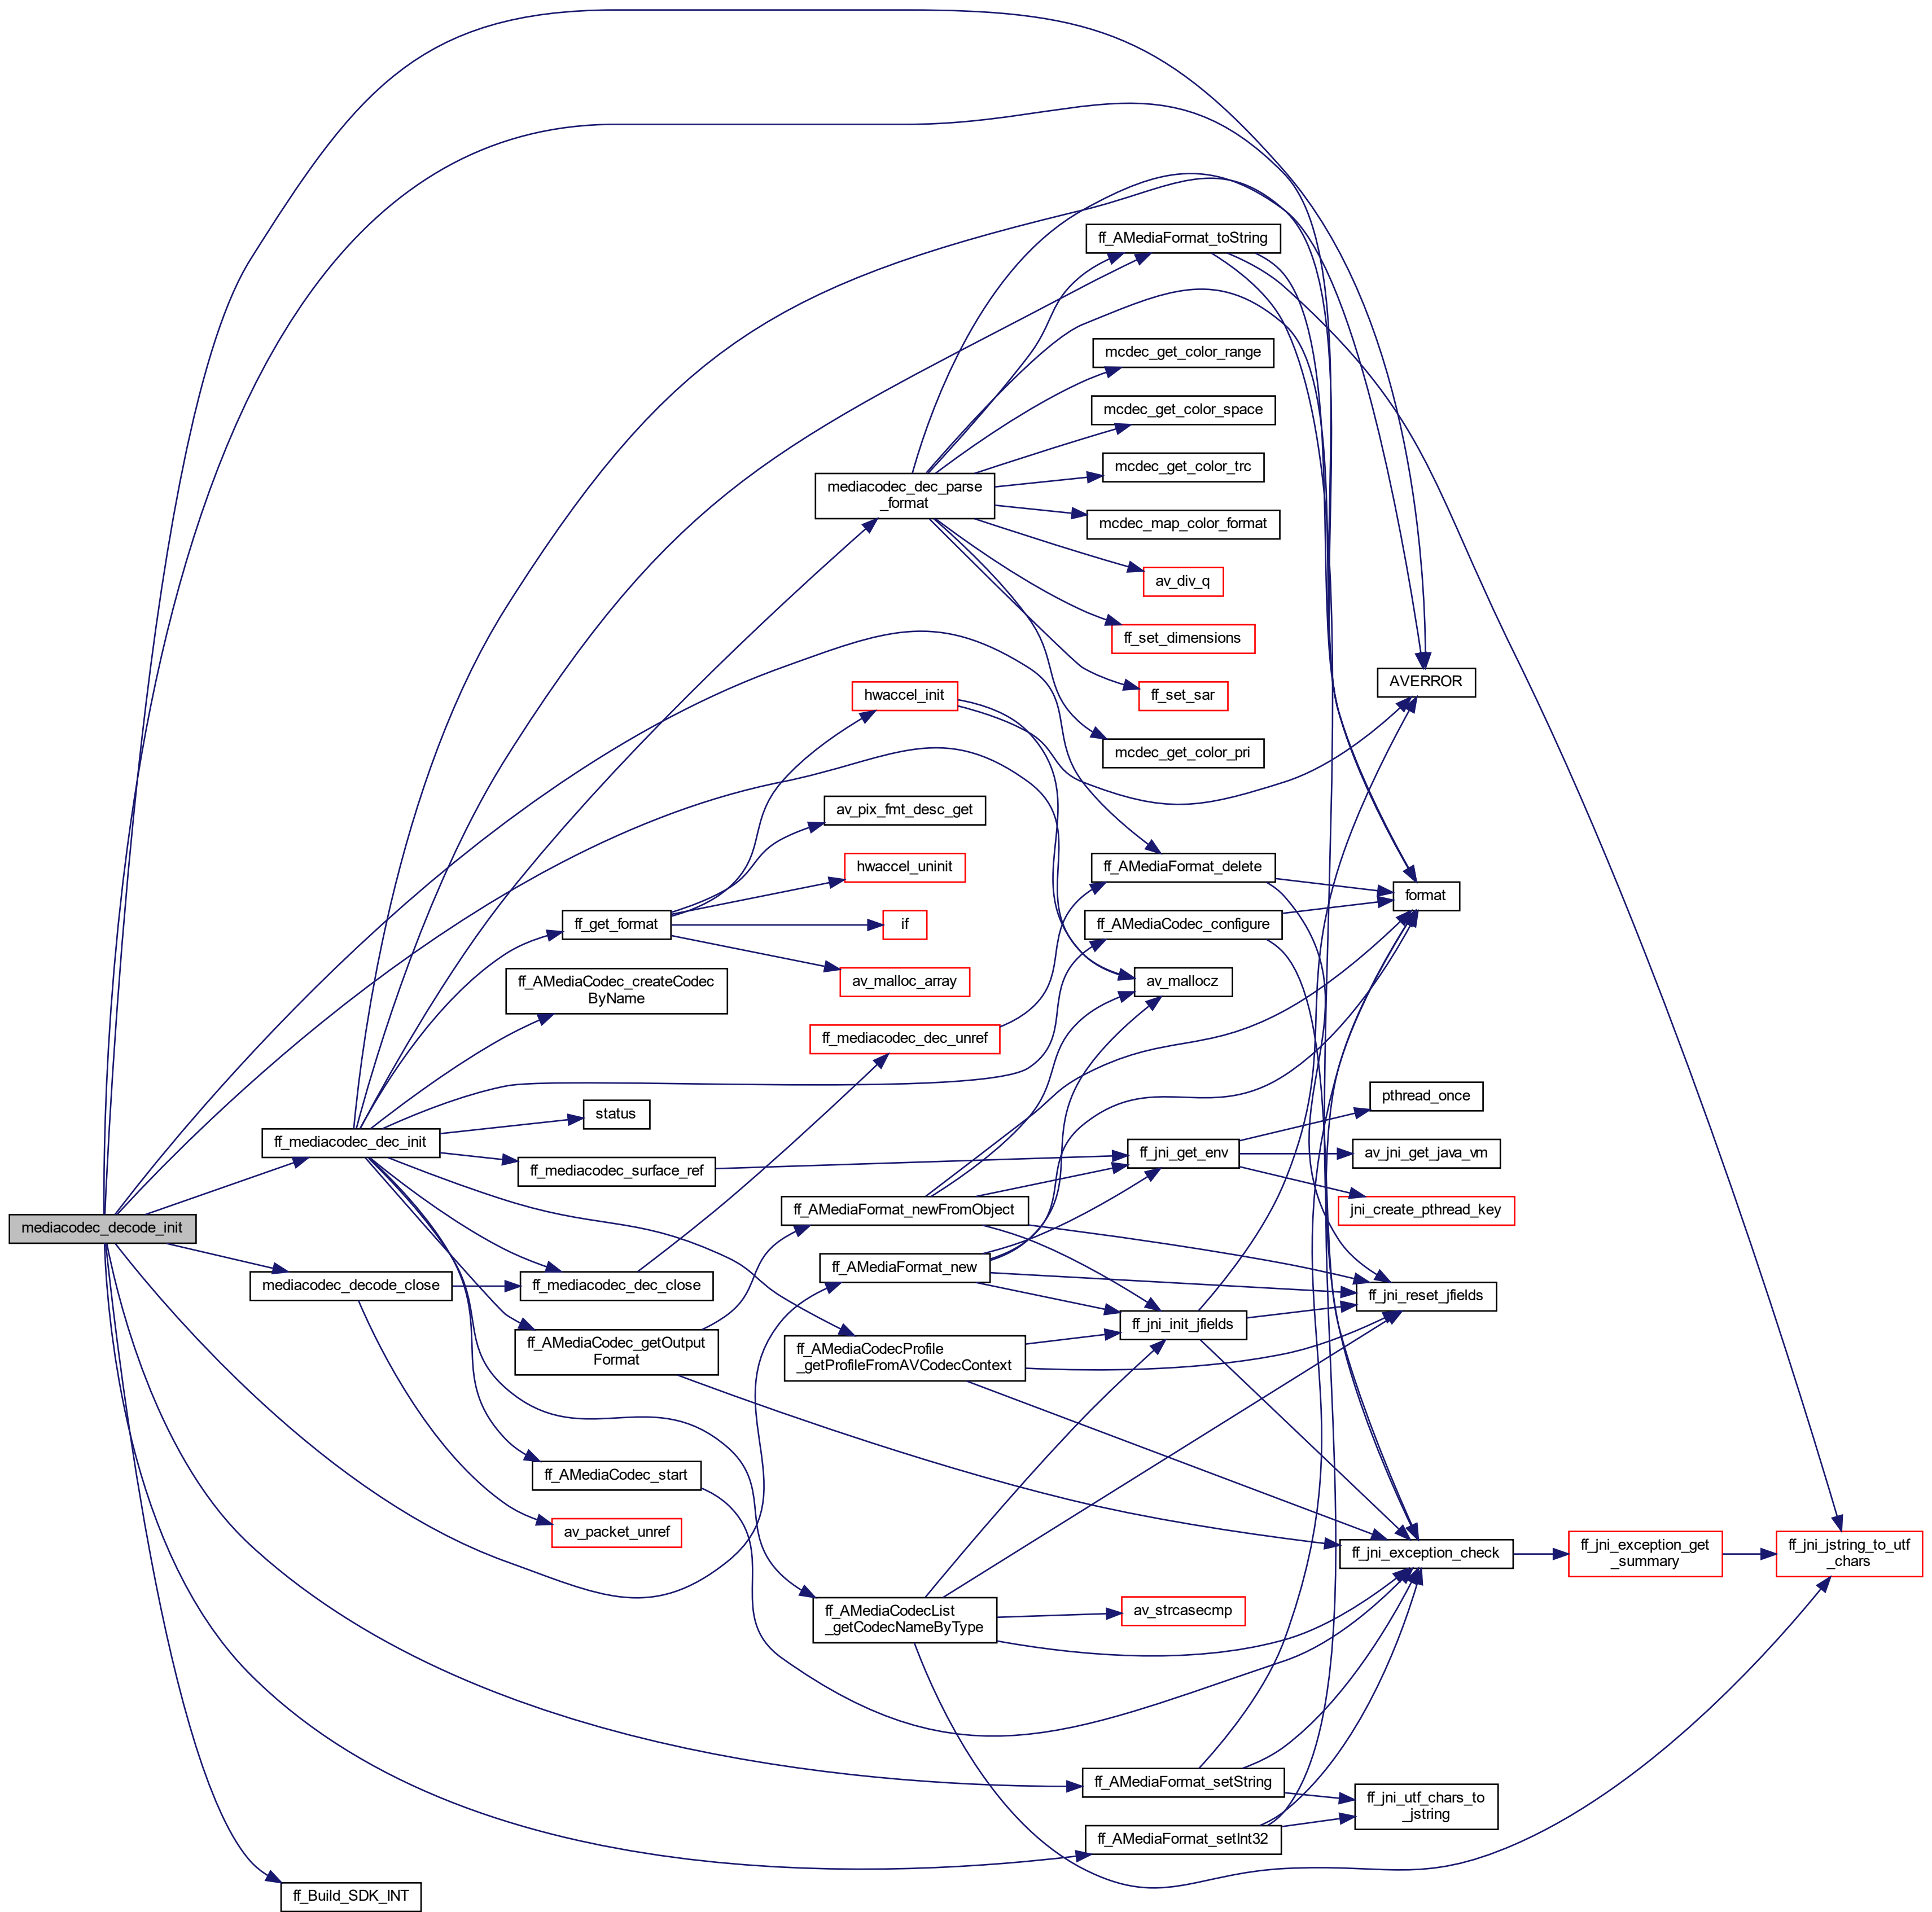 ff_AMediaFormat_toString
mcdec_get_color_range
mcdec_get_color_space
mcdec_get_color_trc
mediacodec_dec_parse
_format
mcdec_map_color_format
av_div_q
ff_set_dimensions
AVERROR
hwaccel_init
ff_set_sar
mcdec_get_color_pri
av_pix_fmt_desc_get
hwaccel_uninit
ff_AMediaFormat_delete
format
ff_get_format
if
ff_AMediaCodec_configure
ff_AMediaCodec_createCodec
ByName
av_malloc_array
av_mallocz
ff_mediacodec_dec_unref
pthread_once
status
ff_mediacodec_dec_init
ff_jni_get_env
av_jni_get_java_vm
ff_mediacodec_surface_ref
ff_AMediaFormat_newFromObject
jni_create_pthread_key
mediacodec_decode_init
ff_AMediaFormat_new
mediacodec_decode_close
ff_mediacodec_dec_close
ff_jni_reset_jfields
ff_jni_init_jfields
ff_AMediaCodec_getOutput
Format
ff_AMediaCodecProfile
_getProfileFromAVCodecContext
ff_AMediaCodec_start
av_packet_unref
ff_jni_exception_check
ff_jni_exception_get
_summary
ff_jni_jstring_to_utf
_chars
ff_AMediaCodecList
_getCodecNameByType
av_strcasecmp
ff_AMediaFormat_setString
ff_jni_utf_chars_to
_jstring
ff_AMediaFormat_setInt32
ff_Build_SDK_INT